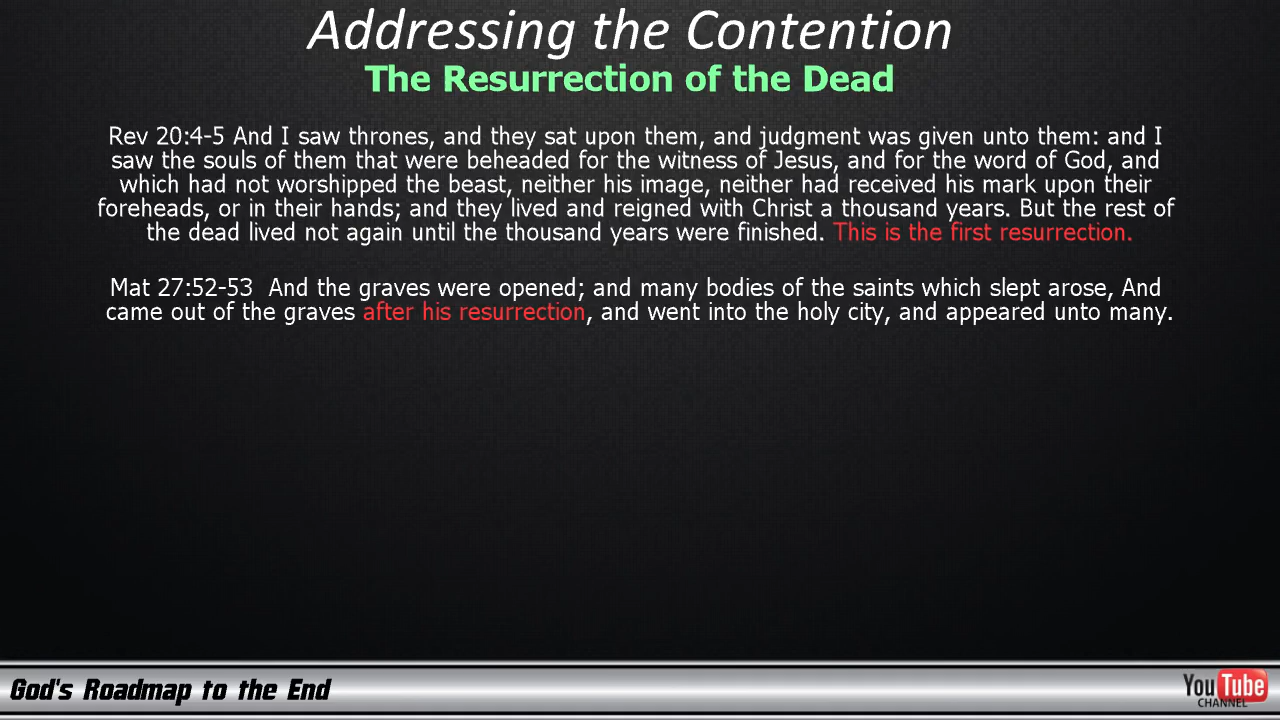 Addressing the Contention
The Resurrection of the Dead
Rev 20:4-5 And I saw thrones, and they sat upon them, and judgment was given unto them: and I
saw the souls of them that were beheaded for the witness of Jesus, and for the word of God, and
which had not worshipped the beast, neither his image, neither had received his mark upon their
foreheads, or in their hands; and they lived and reigned with Christ a thousand years. But the rest of
the dead lived not again until the thousand years were finished. This is the first resurrection.
Mat 27:52-53  And the graves were opened; and many bodies of the saints which slept arose, And
came out of the graves after his resurrection, and went into the holy city, and appeared unto many.
God's Roadmap to the End
YouTube
CHANNEL